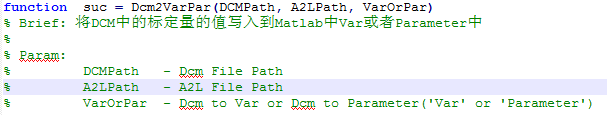 function  suc = Dcm2VarPar(DCMPath, A2LPath, VarOrPar)
% Brief: 将DCM中的标定量的值写入到Matlab中Var或者Parameter中
%
% Param:
%         DCMPath   - Dcm File Path
%         A2LPath   - A2L File Path
%         VarOrPar  - Dcm to Var or Dcm to Parameter('Var' or 'Parameter')